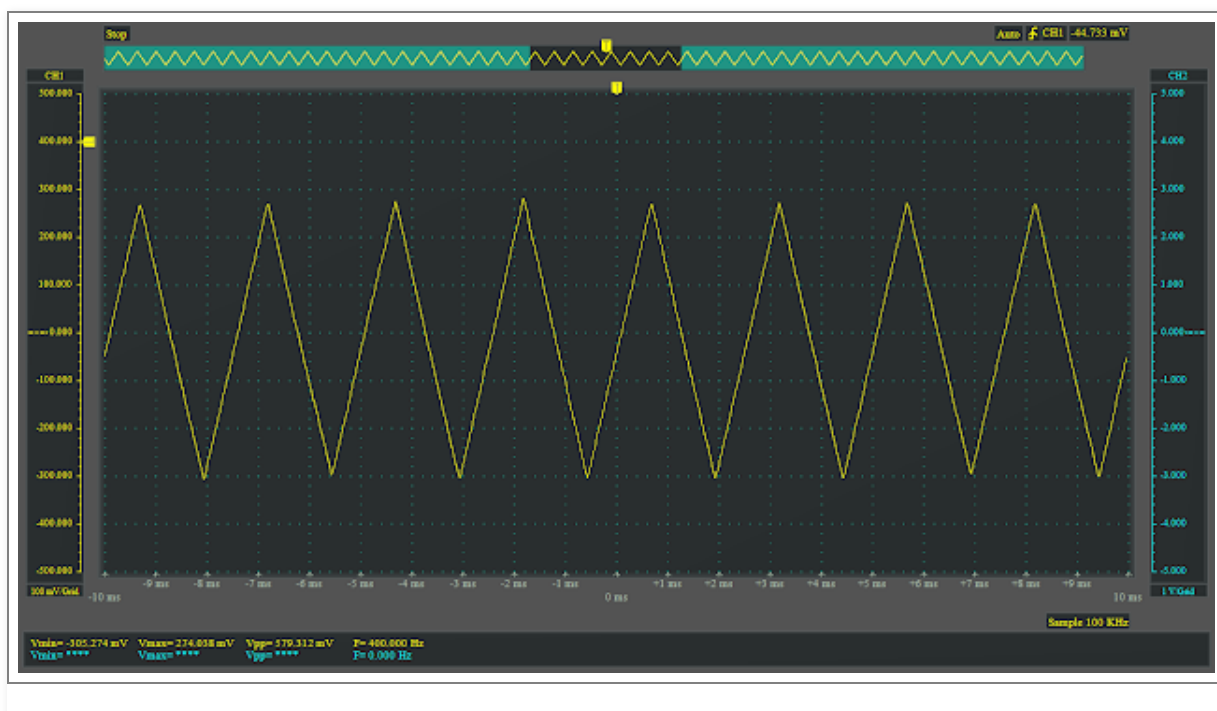 Stop
Auto CH1 -44.733 mV
CH1
CH2
500.000
5.000
400.000
4.000
300.000
3.000
200.000
2.000
100.000
1.000
0.000
0.000
-100.000
-1.000
-200.000
-2.000
-300.000
-3.000
-400.000
-4.000
-500.000
-5.000
100 mV/Grid
-10 ms
-9 ms
-8 ms
-7 ms
-6 ms
-5 ms
-4 ms
-3 ms
-2 ms
-1 ms
0 ms
+1 ms
+2 ms
+3 ms
+4 ms
+5 ms
+6 ms
+7 ms
+8 ms
+9 ms
10 ms
1 V/Grid
Sample 100 KHz
Vmin= -305.274 mV Vmax= 274.038 mV Vpp= 579.312 mV F= 400.000 Hz
Vmin= **** Vmax= **** Vpp= **** F= 0.000 Hz